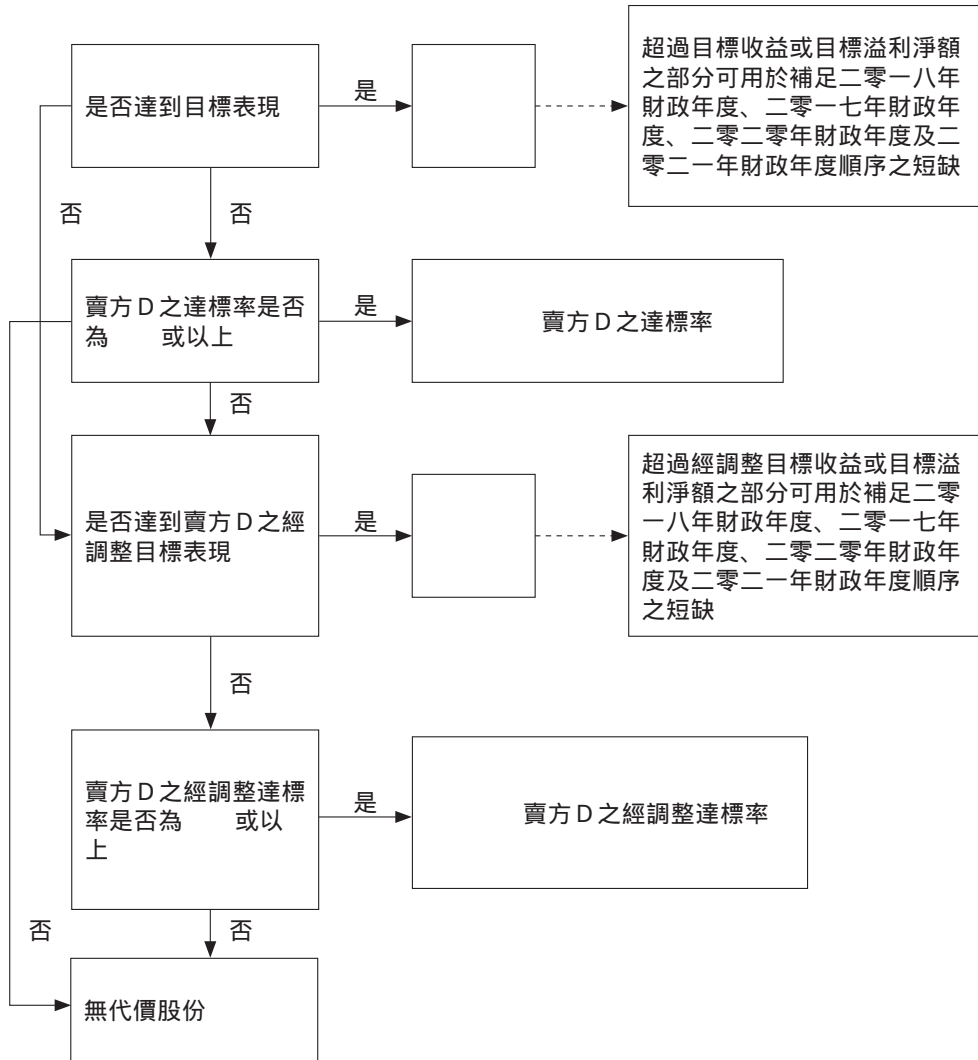 是否達到目標表現
是
超過目標收益或目標溢利淨額
之部分可用於補足二零一八年
財政年度、二零一七年財政年
度、二零二零年財政年度及二
零二一年財政年度順序之短缺
否
否
賣方D之達標率是否
為 或以上
是
賣方D之達標率
否
是否達到賣方D之經
調整目標表現
是
超過經調整目標收益或目標溢
利淨額之部分可用於補足二零
一八年財政年度、二零一七年
財政年度、二零二零年財政年
度及二零二一年財政年度順序
之短缺
否
賣方D之經調整達標
率是否為 或以
上
是
賣方D之經調整達標率
否
否
無代價股份